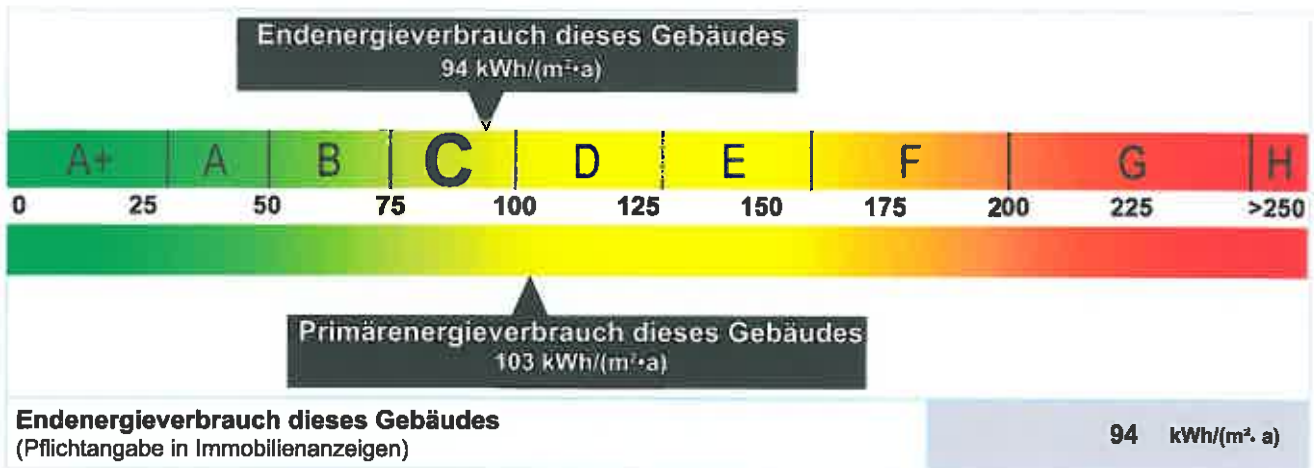 Endenergieverbrauch dieses Gebäudes
94 kWh/(m²·a)
A+ A B C D E F G H
0 25 50 75 100 125 150 175 200 225 >250
Primärenergieverbrauch dieses Gebäudes
103 kWh/(m²·a)
Endenergieverbrauch dieses Gebäudes
(Pflichtangabe in Immobilienanzeigen)
94 kWh/(m²· a)